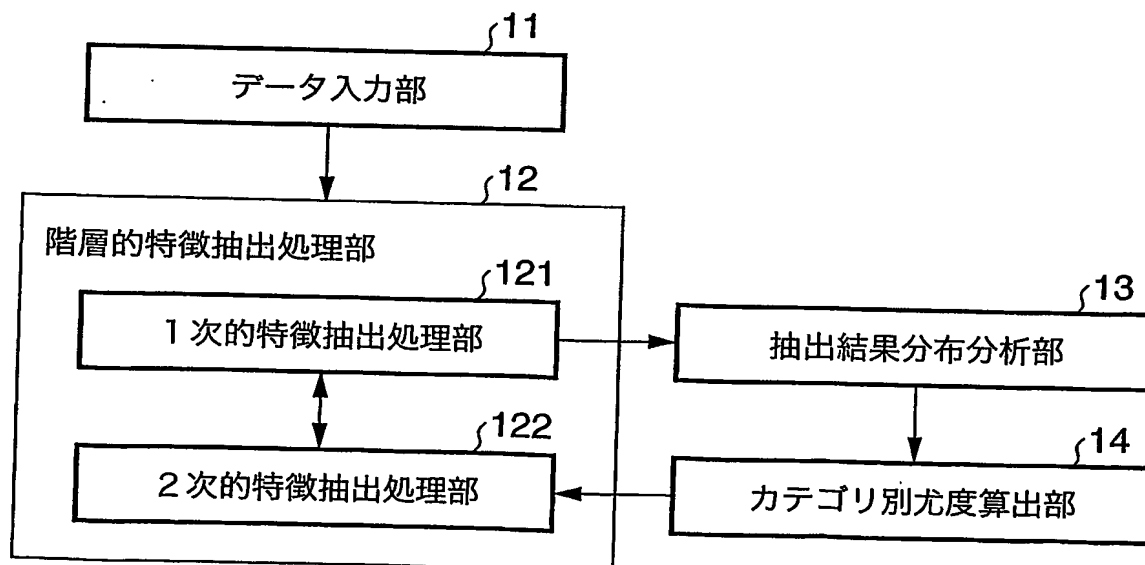 11
データ入力部
12
階層的特徴抽出処理部
121
1次的特徴抽出処理部
13
抽出結果分布分析部
122
2次的特徴抽出処理部
14
カテゴリ別尤度算出部